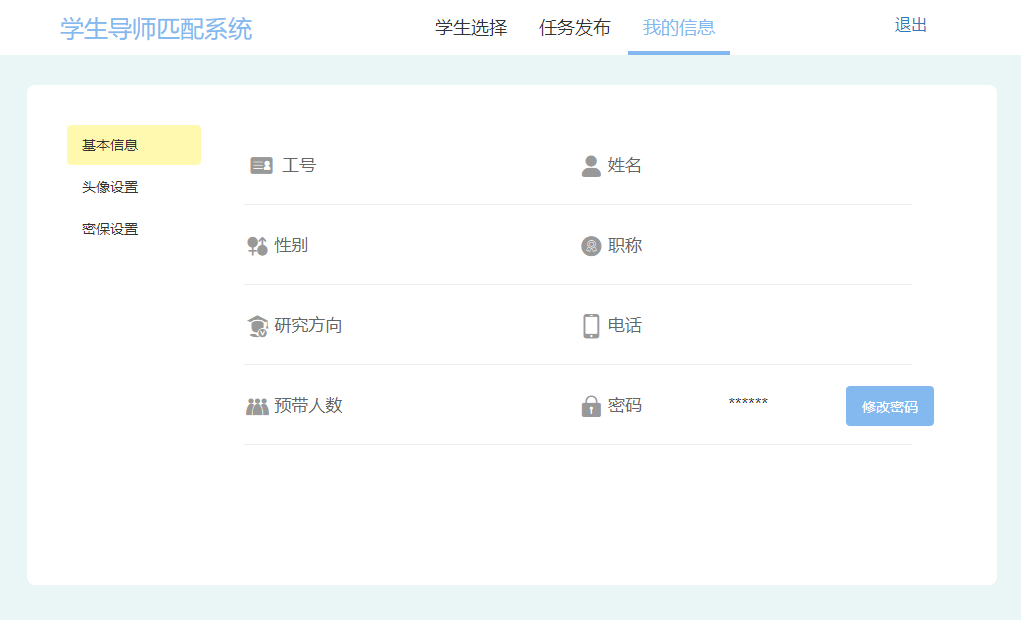 学生导师匹配系统 学生选择 任务发布 我的信息 退出
基本信息
头像设置
密保设置
工号 姓名
性别 职称
研究方向 电话
预带人数 密码 ****** 修改密码